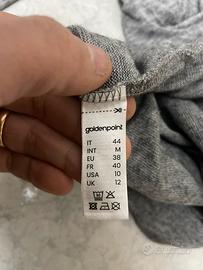 goldenpoint
IT 44
INT M
EU 38
FR 40
USA 10
UK 12